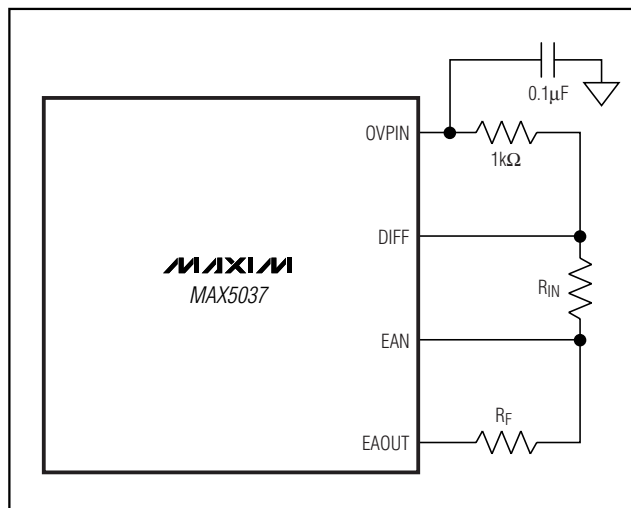 0.1µF
OVPIN
1kΩ
DIFF
MAXIM
MAX5037
RIN
EAN
RF
EAOUT